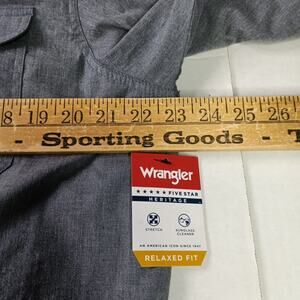 8 19 20 21 22 23 24 25 26
- Sporting Goods - T
Wrangler
★★★★★ FIVE STAR
HERITAGE
STRETCH
SUNGLASS
CLEANER
AN AMERICAN ICON SINCE 1947
RELAXED FIT